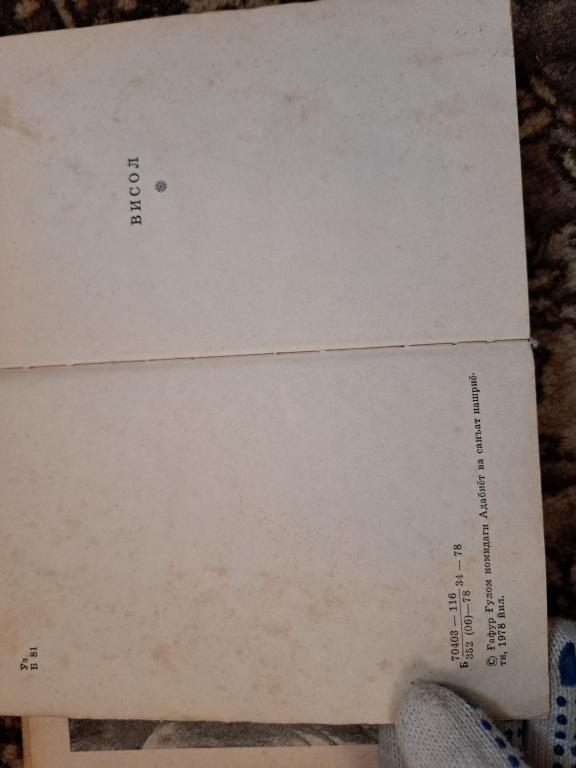 Уз
Б 81
70403 — 116
Б ——— 34 — 78
352 (06)—78
© Ғафур Ғулом номидаги Адабиёт ва санъат нашриё-
ти, 1978 йил.
ВИСОЛ